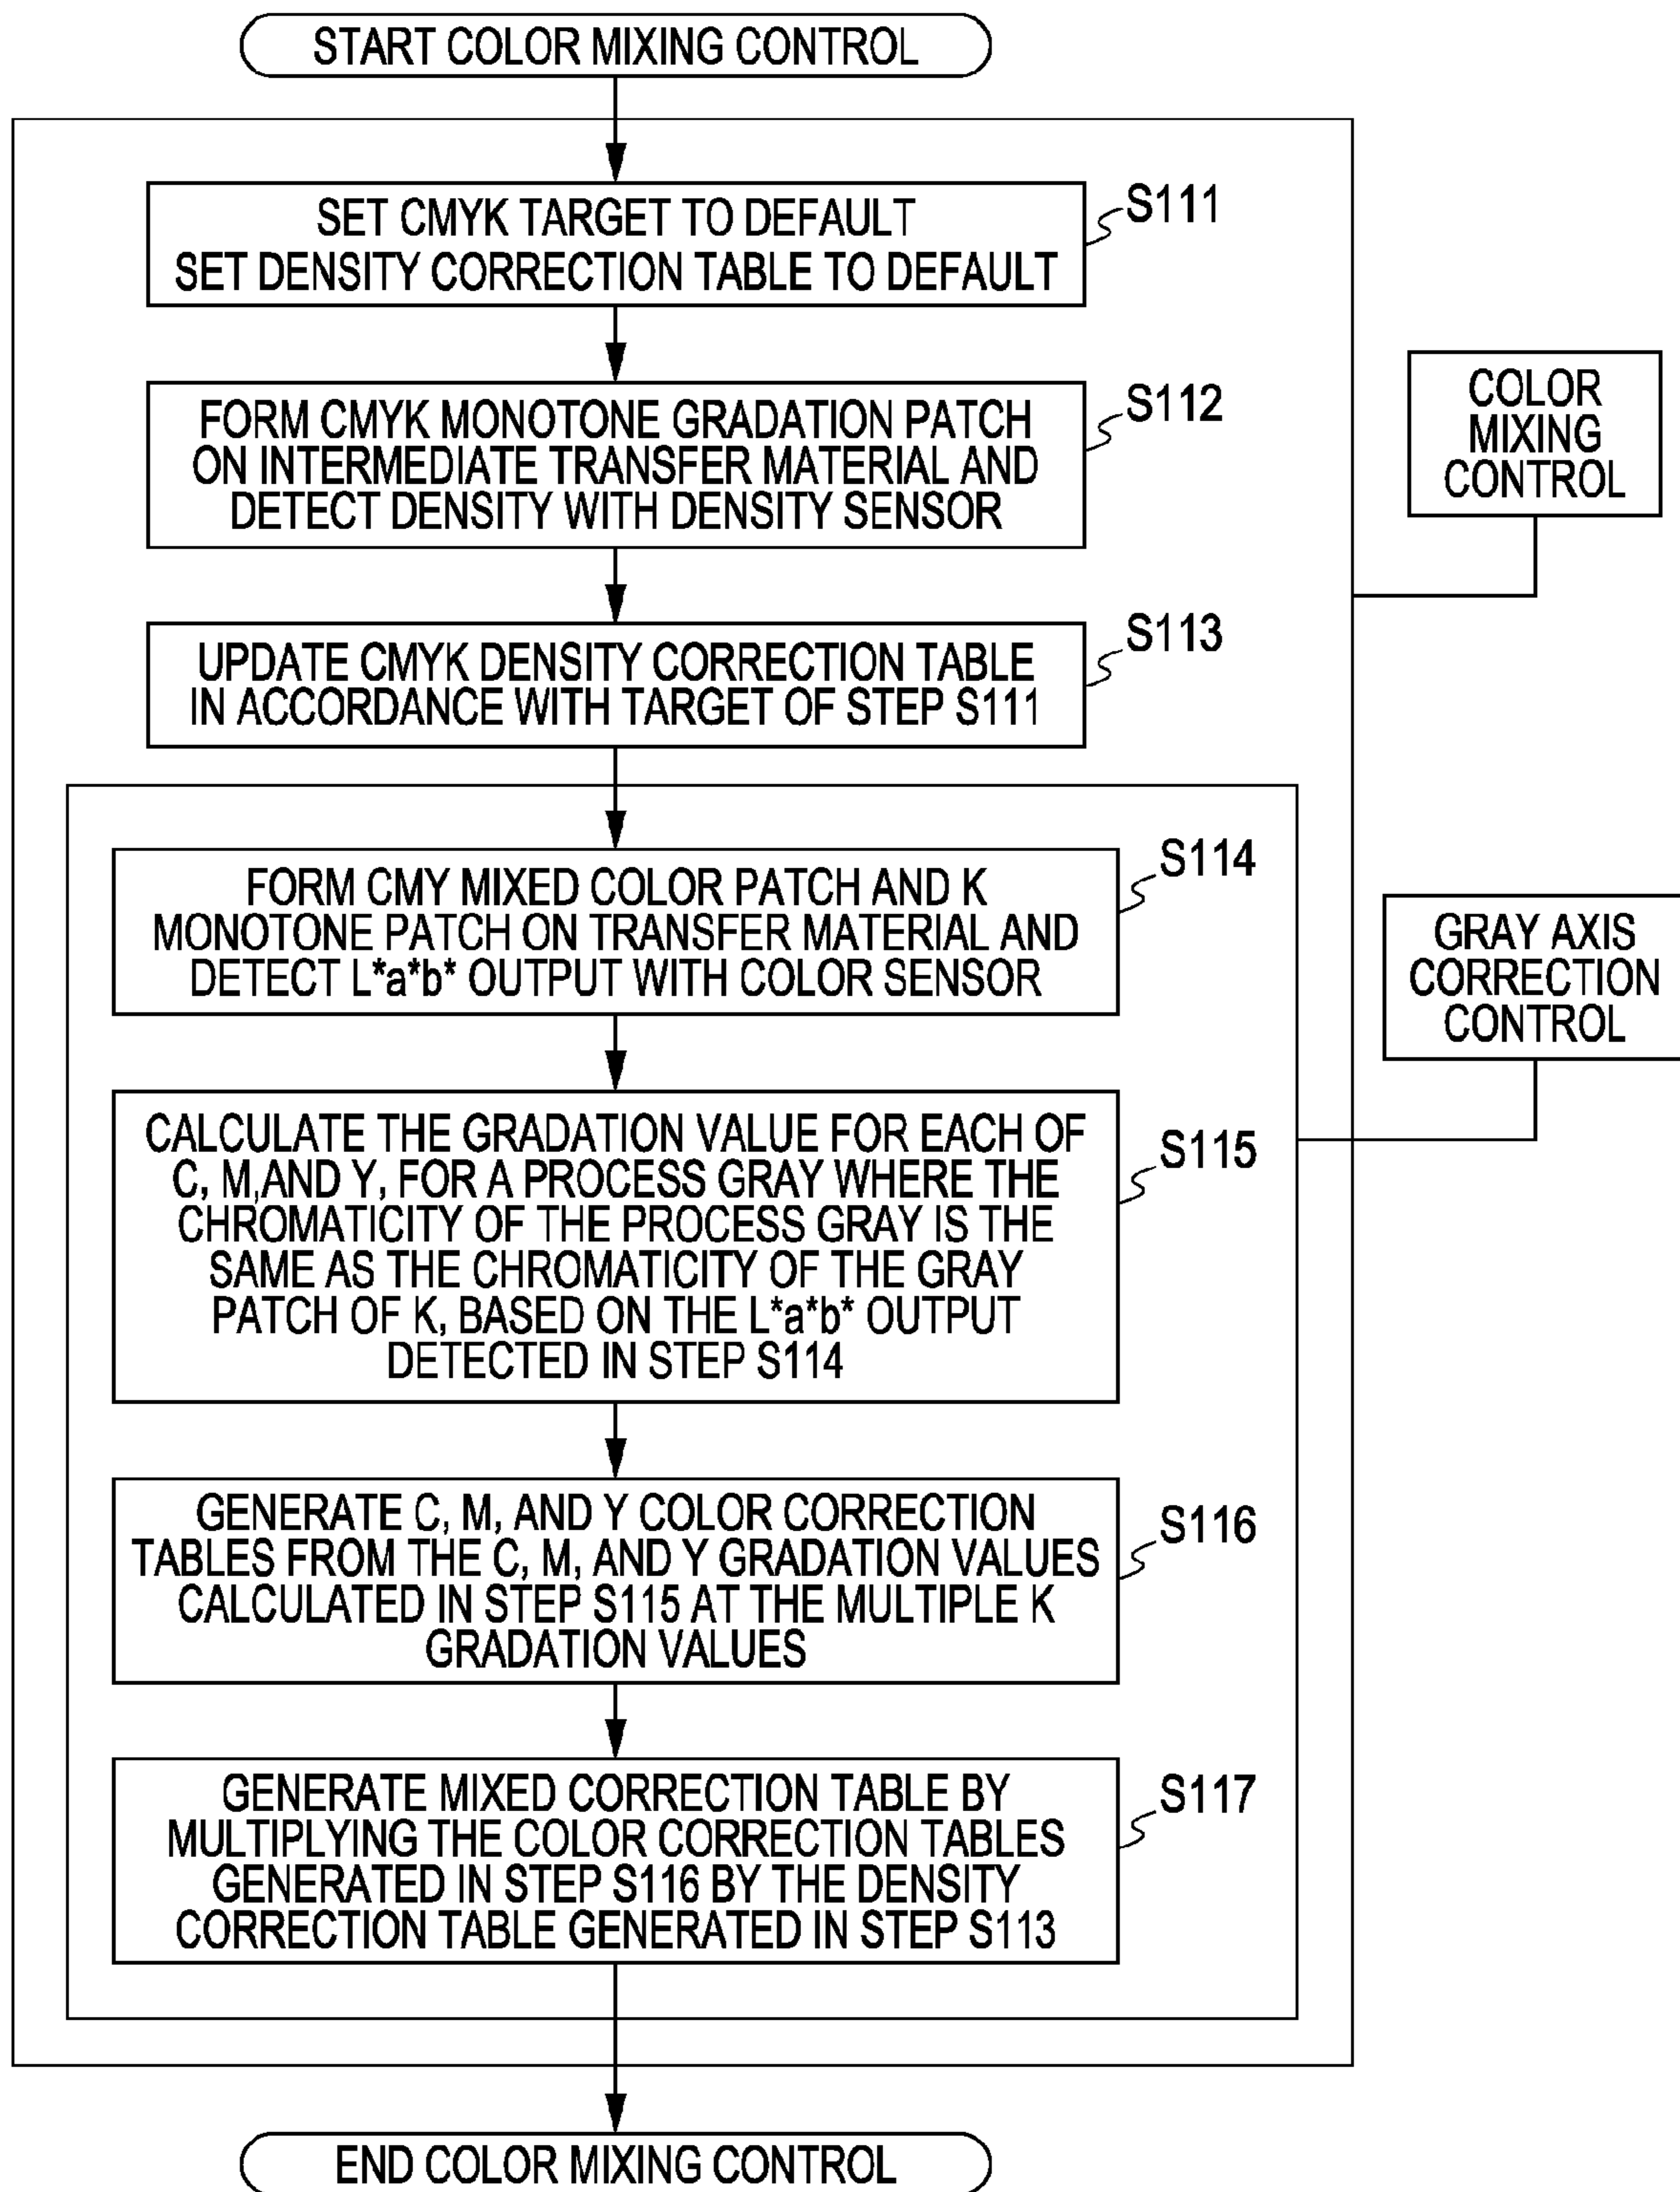 START COLOR MIXING CONTROL
SET CMYK TARGET TO DEFAULT
SET DENSITY CORRECTION TABLE TO DEFAULT
S111
FORM CMYK MONOTONE GRADATION PATCH
ON INTERMEDIATE TRANSFER MATERIAL AND
DETECT DENSITY WITH DENSITY SENSOR
S112
COLOR
MIXING
CONTROL
UPDATE CMYK DENSITY CORRECTION TABLE
IN ACCORDANCE WITH TARGET OF STEP S111
S113
FORM CMY MIXED COLOR PATCH AND K
MONOTONE PATCH ON TRANSFER MATERIAL AND
DETECT L*a*b* OUTPUT WITH COLOR SENSOR
S114
GRAY AXIS
CORRECTION
CONTROL
CALCULATE THE GRADATION VALUE FOR EACH OF
C, M,AND Y, FOR A PROCESS GRAY WHERE THE
CHROMATICITY OF THE PROCESS GRAY IS THE
SAME AS THE CHROMATICITY OF THE GRAY
PATCH OF K, BASED ON THE L*a*b* OUTPUT
DETECTED IN STEP S114
S115
GENERATE C, M, AND Y COLOR CORRECTION
TABLES FROM THE C, M, AND Y GRADATION VALUES
CALCULATED IN STEP S115 AT THE MULTIPLE K
GRADATION VALUES
S116
GENERATE MIXED CORRECTION TABLE BY
MULTIPLYING THE COLOR CORRECTION TABLES
GENERATED IN STEP S116 BY THE DENSITY
CORRECTION TABLE GENERATED IN STEP S113
S117
END COLOR MIXING CONTROL